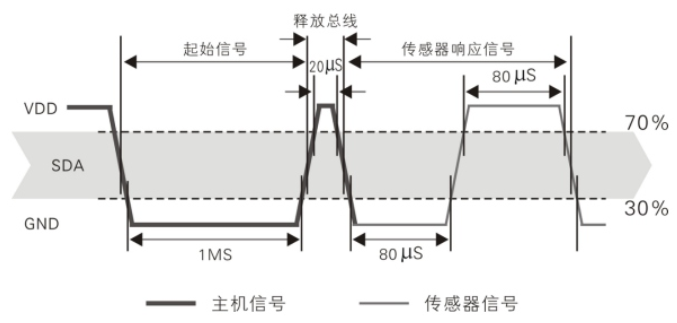 释放总线
起始信号
传感器响应信号
20μS
80μS
VDD
70%
SDA
30%
GND
1MS
80μS
主机信号
传感器信号